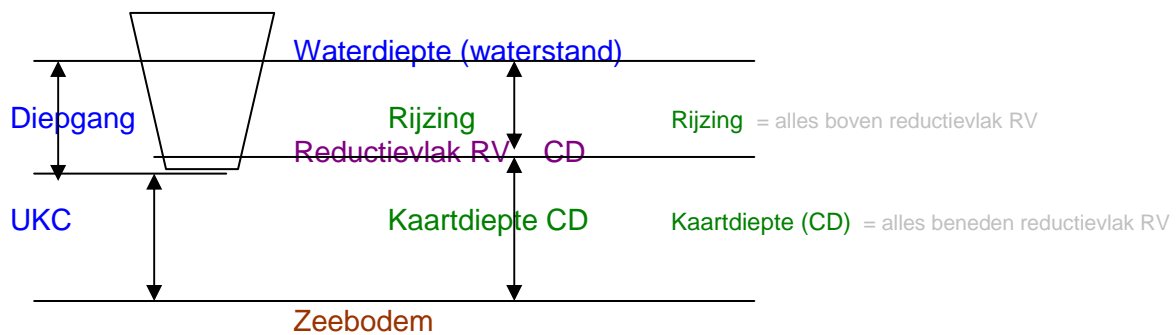 Waterdiepte (waterstand)
Diepgang Rijzing Rijzing = alles boven reductievlak RV
Reductievlak RV CD
UKC Kaartdiepte CD Kaartdiepte (CD) = alles beneden reductievlak RV
Zeebodem